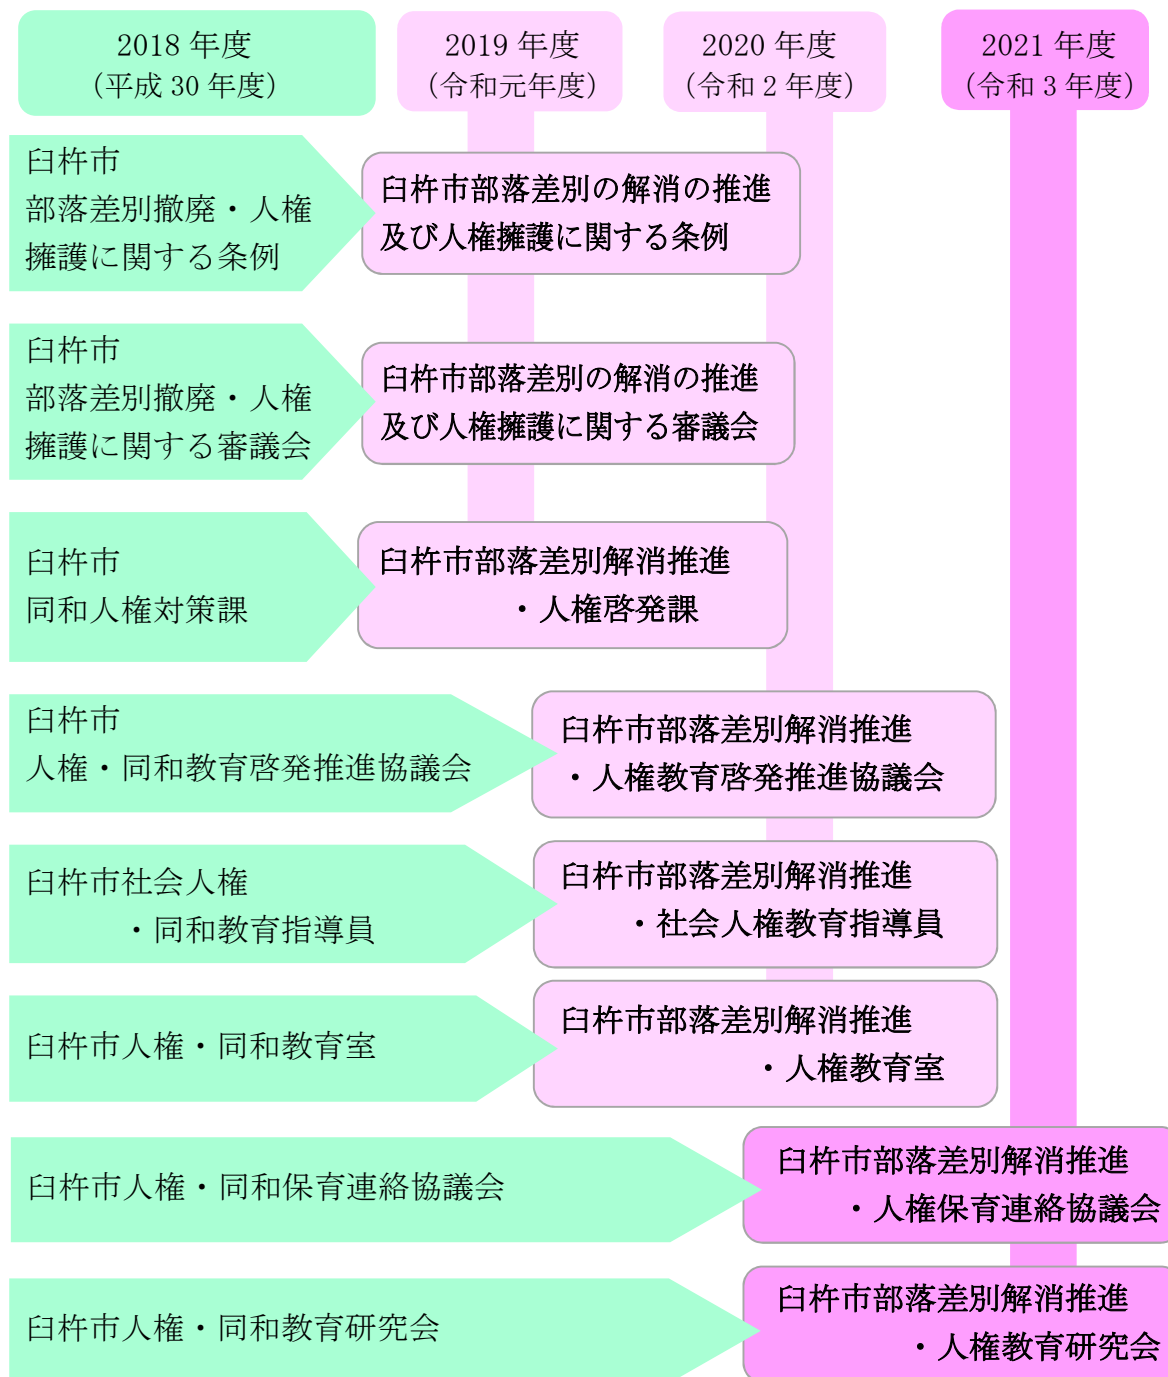 2018 年度
（平成 30 年度）
2019 年度
（令和元年度）
2020 年度
（令和 2 年度）
2021 年度
（令和 3 年度）
臼杵市
部落差別撤廃・人権
擁護に関する条例
臼杵市部落差別の解消の推進
及び人権擁護に関する条例
臼杵市
部落差別撤廃・人権
擁護に関する審議会
臼杵市部落差別の解消の推進
及び人権擁護に関する審議会
臼杵市
同和人権対策課
臼杵市部落差別解消推進
・人権啓発課
臼杵市
人権・同和教育啓発推進協議会
臼杵市部落差別解消推進
・人権教育啓発推進協議会
臼杵市社会人権
・同和教育指導員
臼杵市部落差別解消推進
・社会人権教育指導員
臼杵市人権・同和教育室
臼杵市部落差別解消推進
・人権教育室
臼杵市人権・同和保育連絡協議会
臼杵市部落差別解消推進
・人権保育連絡協議会
臼杵市人権・同和教育研究会
臼杵市部落差別解消推進
・人権教育研究会